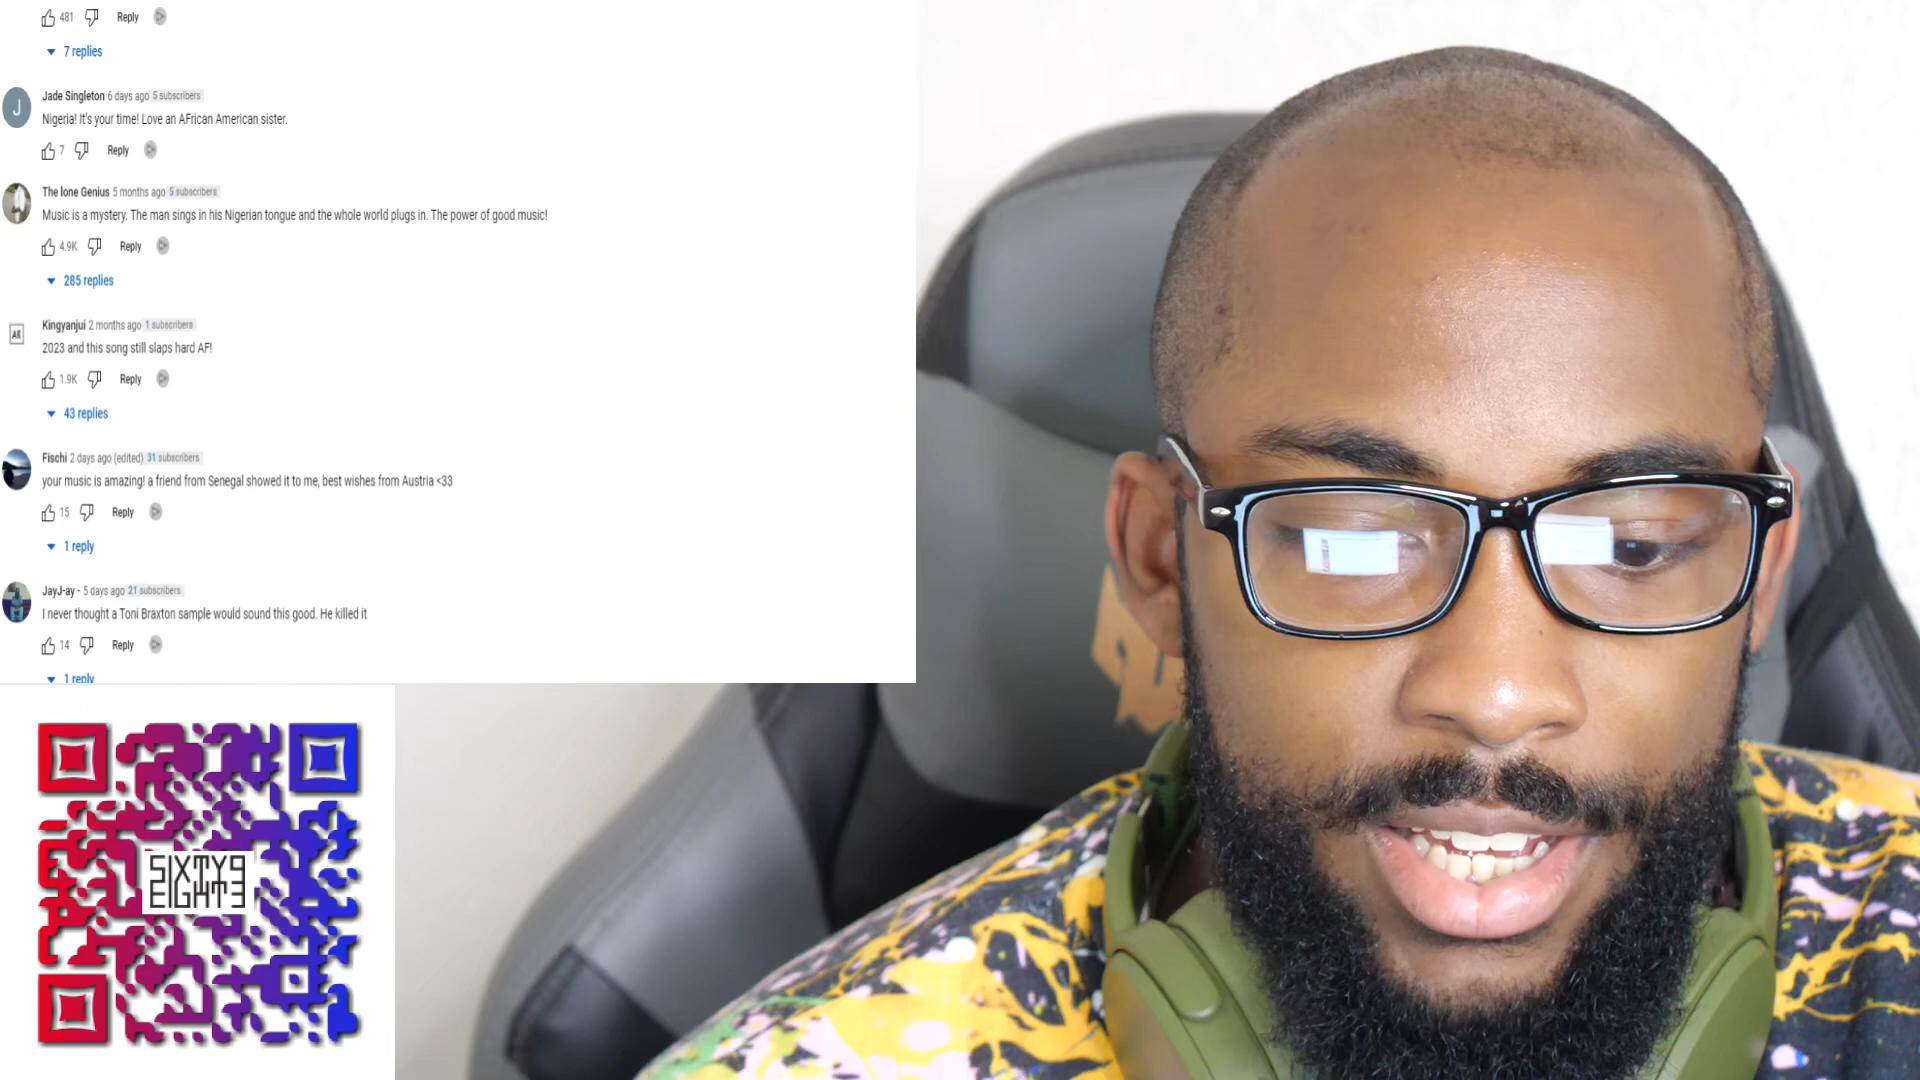 481 Reply
7 replies
Jade Singleton 6 days ago 5 subscribers
Nigeria! It's your time! Love an AFrican American sister.
7 Reply
The lone Genius 5 months ago 5 subscribers
Music is a mystery. The man sings in his Nigerian tongue and the whole world plugs in. The power of good music!
4.9K Reply
285 replies
Kingyanjui 2 months ago 1 subscribers
2023 and this song still slaps hard AF!
1.9K Reply
43 replies
Fischi 2 days ago (edited) 31 subscribers
your music is amazing! a friend from Senegal showed it to me, best wishes from Austria <33
15 Reply
1 reply
JayJ-ay - 5 days ago 21 subscribers
I never thought a Toni Braxton sample would sound this good. He killed it
14 Reply
1 reply
J
AK
SIXTY9
EIGHT3